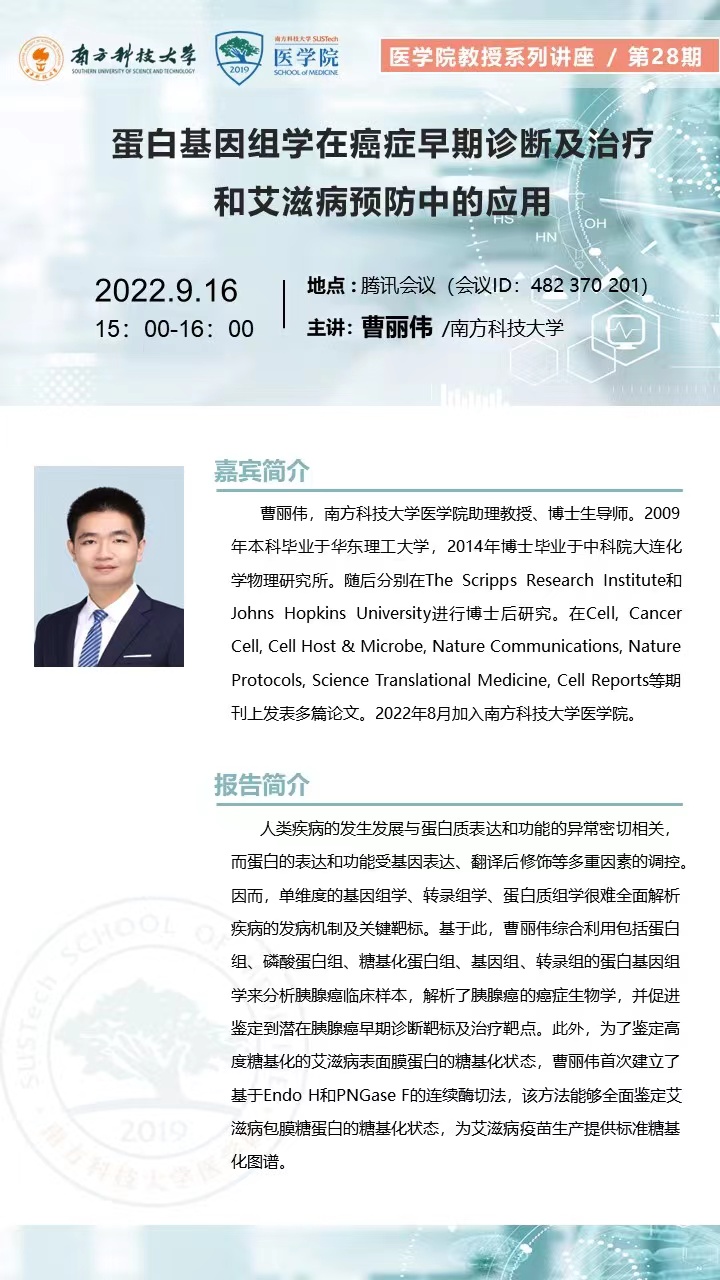 南方科技大学
SOUTHERN UNIVERSITY OF SCIENCE AND TECHNOLOGY
2019
南方科技大学 SUSTech
医学院
SCHOOL of MEDICINE
医学院教授系列讲座 / 第28期
蛋白基因组学在癌症早期诊断及治疗
和艾滋病预防中的应用
HS
OH
HN
2022.9.16
15：00-16：00
地点：腾讯会议（会议ID：482 370 201）
主讲：曹丽伟 /南方科技大学
嘉宾简介
曹丽伟，南方科技大学医学院助理教授、博士生导师。2009
年本科毕业于华东理工大学，2014年博士毕业于中科院大连化
学物理研究所。随后分别在The Scripps Research Institute和
Johns Hopkins University进行博士后研究。在Cell, Cancer
Cell, Cell Host & Microbe, Nature Communications, Nature
Protocols, Science Translational Medicine, Cell Reports等期
刊上发表多篇论文。2022年8月加入南方科技大学医学院。
报告简介
人类疾病的发生发展与蛋白质表达和功能的异常密切相关，
而蛋白的表达和功能受基因表达、翻译后修饰等多重因素的调控。
因而，单维度的基因组学、转录组学、蛋白质组学很难全面解析
疾病的发病机制及关键靶标。基于此，曹丽伟综合利用包括蛋白
组、磷酸蛋白组、糖基化蛋白组、基因组、转录组的蛋白基因组
学来分析胰腺癌临床样本，解析了胰腺癌的癌症生物学，并促进
鉴定到潜在胰腺癌早期诊断靶标及治疗靶点。此外，为了鉴定高
度糖基化的艾滋病表面膜蛋白的糖基化状态，曹丽伟首次建立了
基于Endo H和PNGase F的连续酶切法，该方法能够全面鉴定艾
滋病包膜糖蛋白的糖基化状态，为艾滋病疫苗生产提供标准糖基
化图谱。
SUSTech SCHOOL OF
2019
南方科技大学医学院